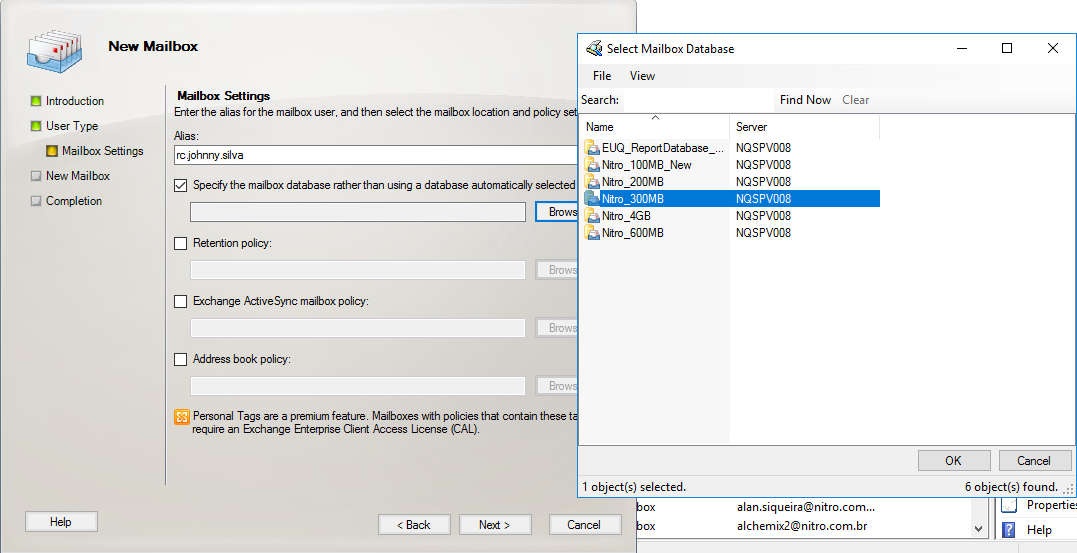 New Mailbox
Introduction
User Type
Mailbox Settings
New Mailbox
Completion
Mailbox Settings
Enter the alias for the mailbox user, and then select the mailbox location and policy set
Alias:
rc.johnny.silva
Specify the mailbox database rather than using a database automatically selected
Brows
Retention policy:
Brows
Exchange ActiveSync mailbox policy:
Brows
Address book policy:
Brows
Personal Tags are a premium feature. Mailboxes with policies that contain these ta
require an Exchange Enterprise Client Access License (CAL).
Help
< Back
Next >
Cancel
Select Mailbox Database
File View
Search: Find Now Clear
Name Server
EUQ_ReportDatabase_... NQSPV008
Nitro_100MB_New NQSPV008
Nitro_200MB NQSPV008
Nitro_300MB NQSPV008
Nitro_4GB NQSPV008
Nitro_600MB NQSPV008
OK Cancel
1 object(s) selected. 6 object(s) found.
box alan.siqueira@nitro.com...
box alchemix2@nitro.com.br
Properties
Help